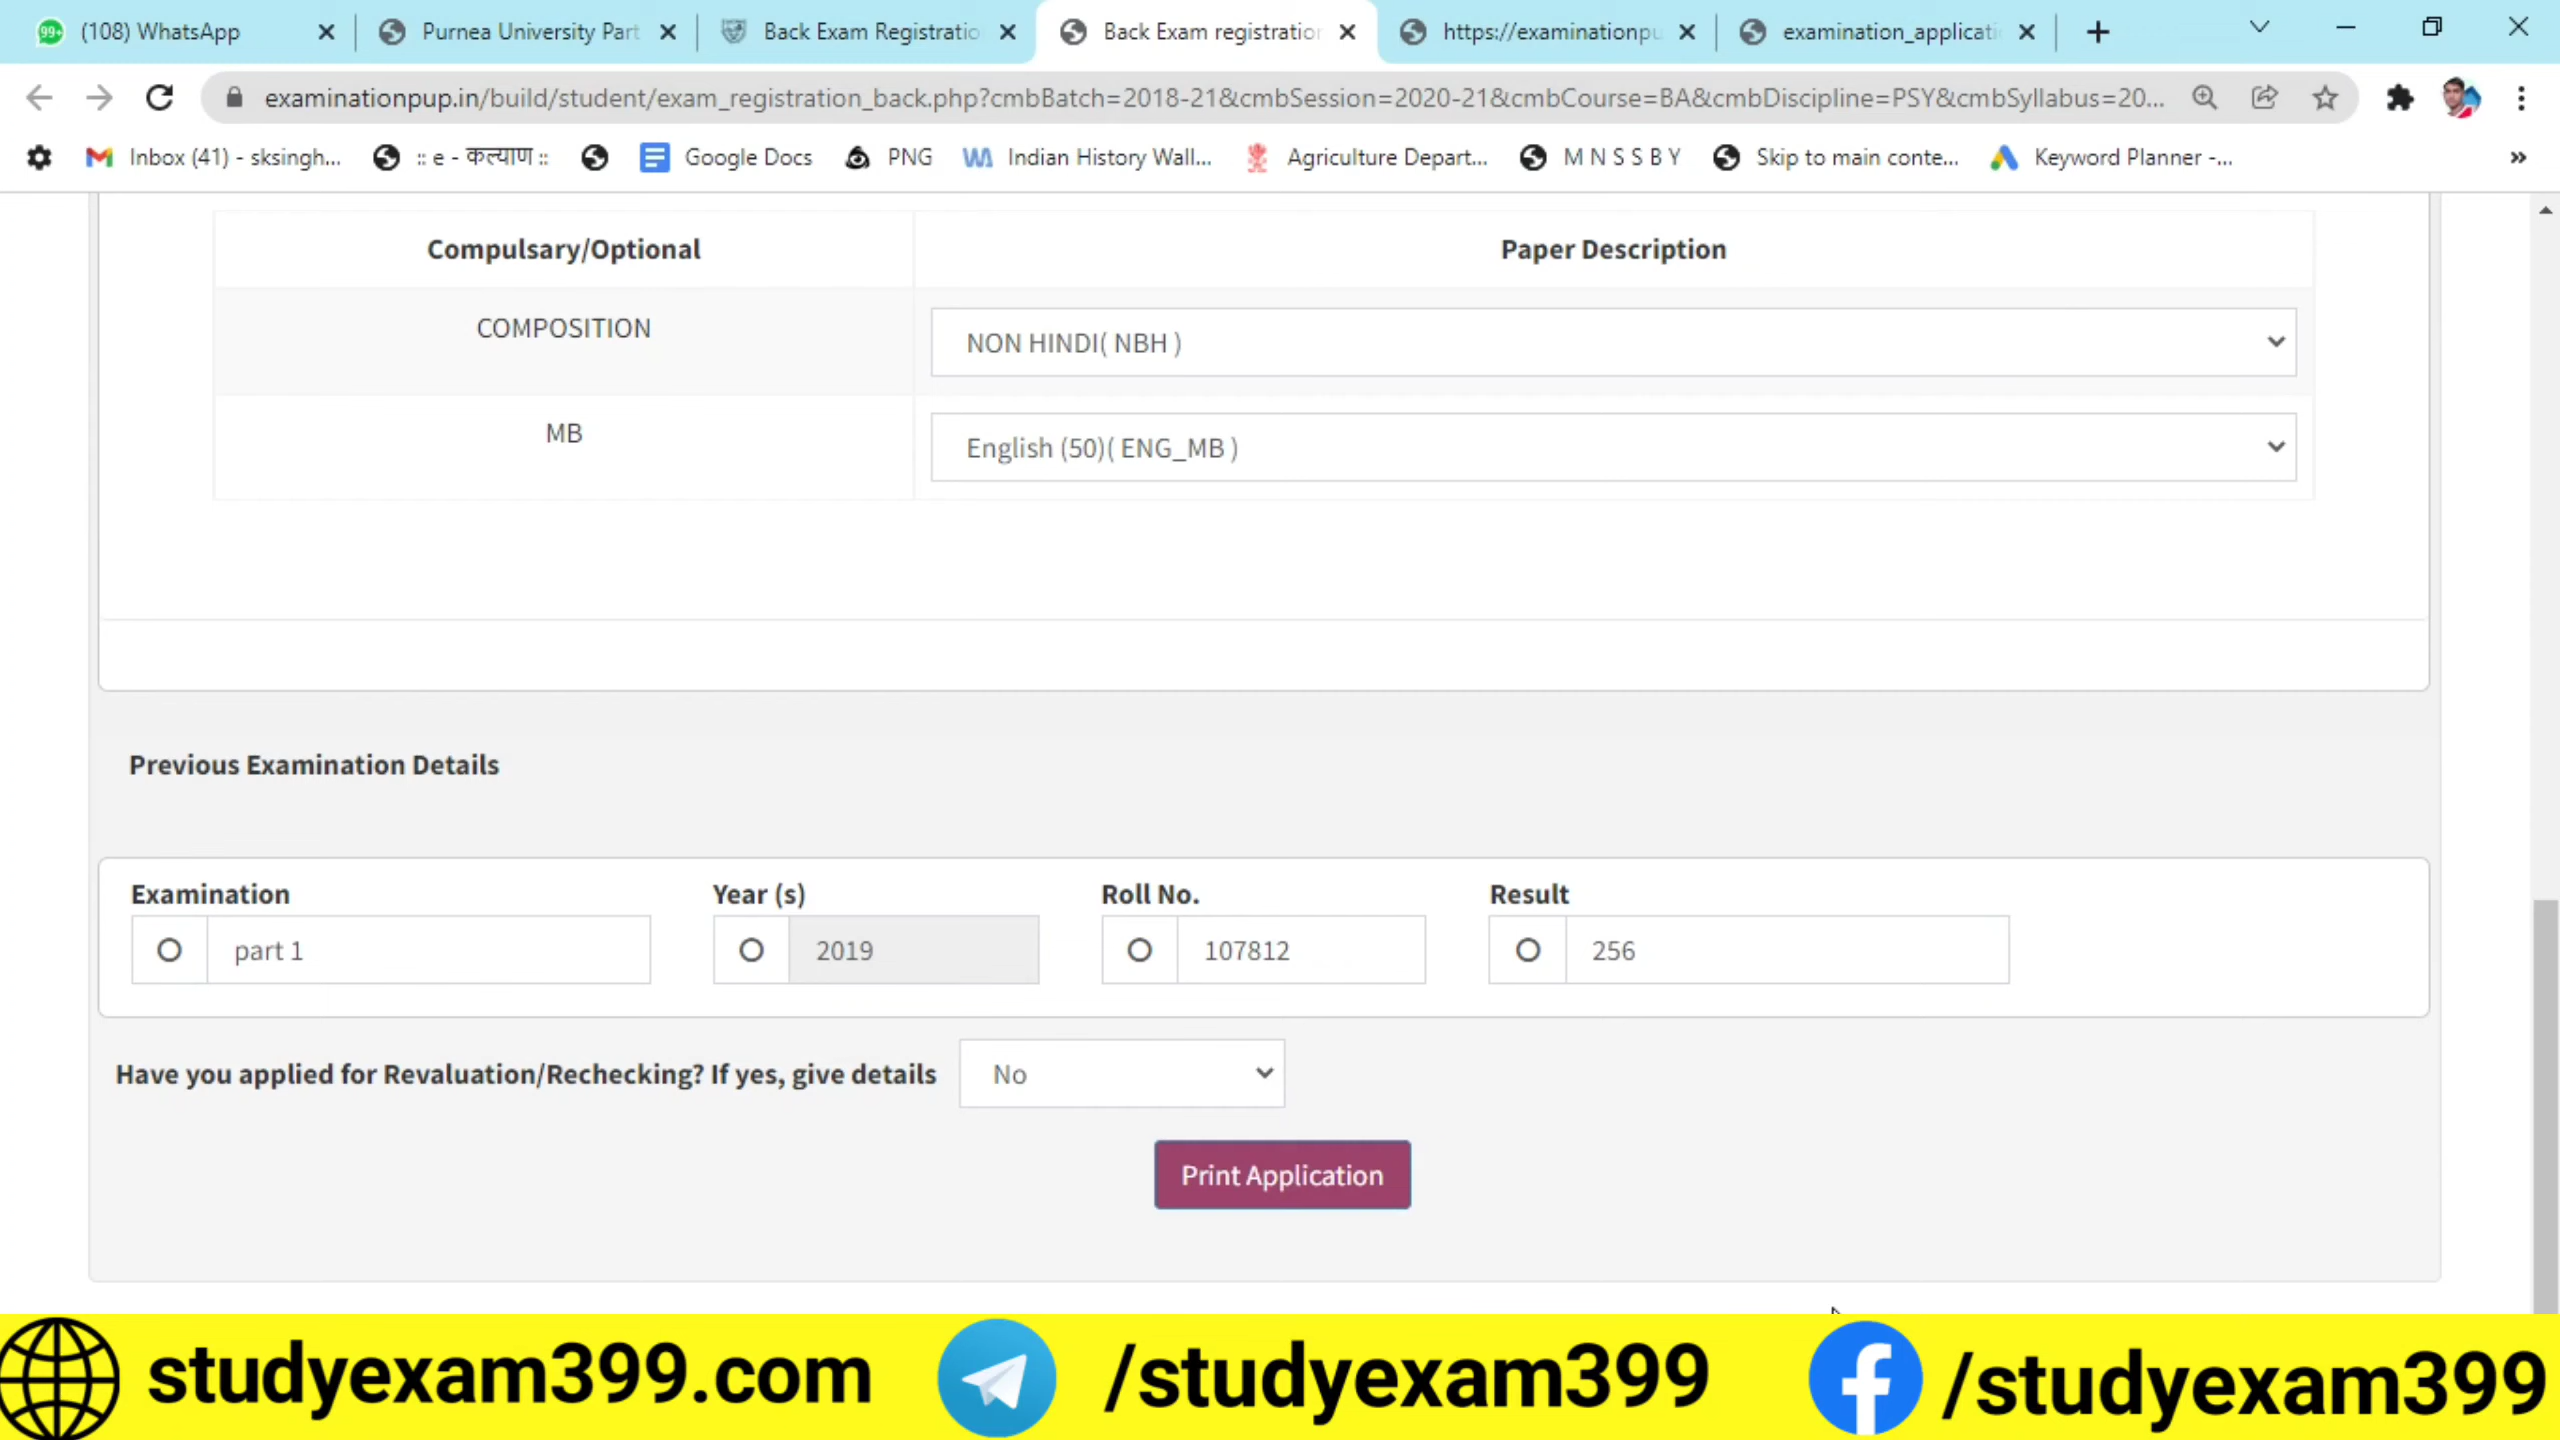 99+ (108) WhatsApp
Purnea University Part
Back Exam Registratio
Back Exam registration
https://examinationpu
examination_applicati
examinationpup.in/build/student/exam_registration_back.php?cmbBatch=2018-21&cmbSession=2020-21&cmbCourse=BA&cmbDiscipline=PSY&cmbSyllabus=20...
Inbox (41) - sksingh...
:: e - कल्याण ::
Google Docs
PNG
Indian History Wall...
Agriculture Depart...
M N S S B Y
Skip to main conte...
Keyword Planner -...
Compulsary/Optional
Paper Description
COMPOSITION
NON HINDI( NBH )
MB
English (50)( ENG_MB )
Previous Examination Details
Examination
Year (s)
Roll No.
Result
part 1
2019
107812
256
Have you applied for Revaluation/Rechecking? If yes, give details
No
Print Application
studyexam399.com
/studyexam399
/studyexam399